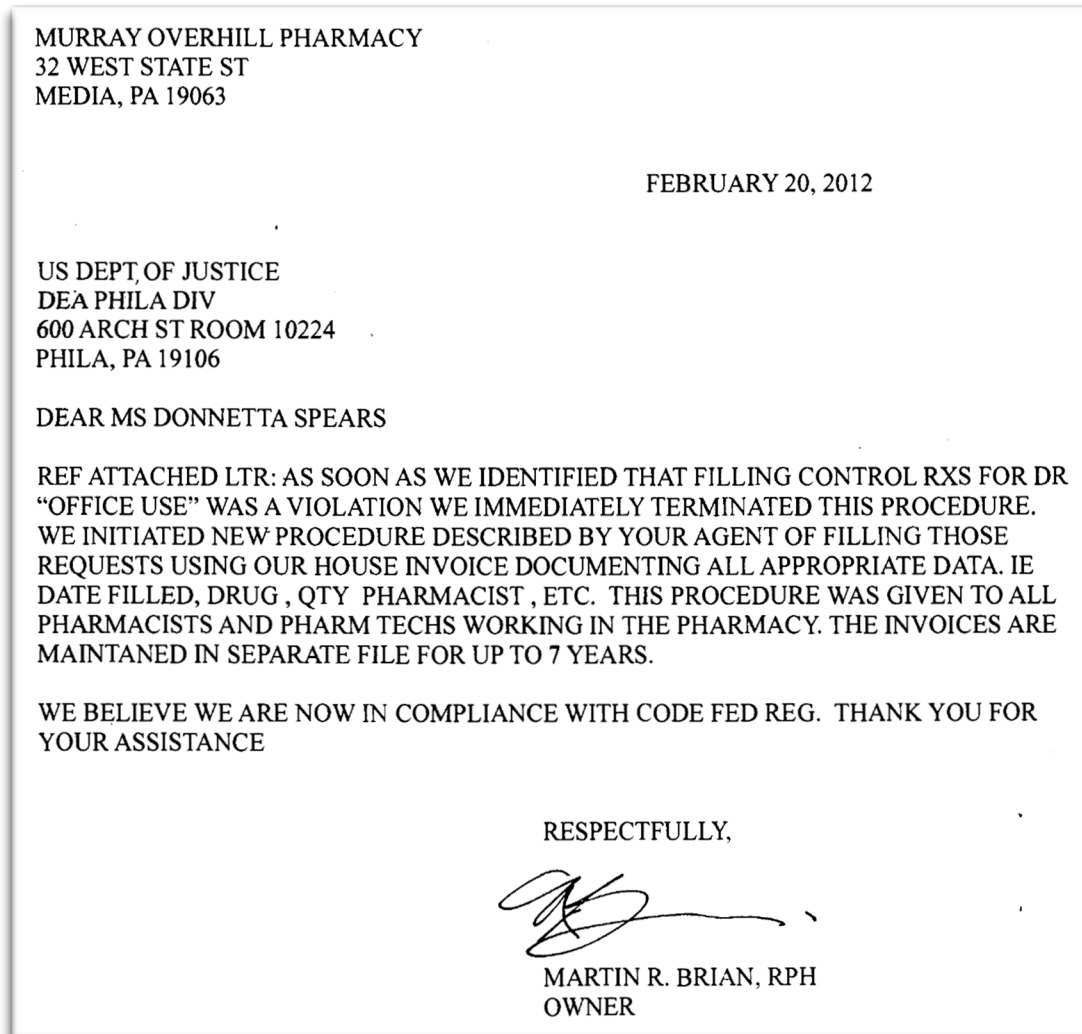 MURRAY OVERHILL PHARMACY
32 WEST STATE ST
MEDIA, PA 19063
FEBRUARY 20, 2012
US DEPT, OF JUSTICE
DEA PHILA DIV
600 ARCH ST ROOM 10224
PHILA, PA 19106
DEAR MS DONNETTA SPEARS
REF ATTACHED LTR: AS SOON AS WE IDENTIFIED THAT FILLING CONTROL RXS FOR DR
“OFFICE USE” WAS A VIOLATION WE IMMEDIATELY TERMINATED THIS PROCEDURE.
WE INITIATED NEW PROCEDURE DESCRIBED BY YOUR AGENT OF FILLING THOSE
REQUESTS USING OUR HOUSE INVOICE DOCUMENTING ALL APPROPRIATE DATA. IE
DATE FILLED, DRUG , QTY PHARMACIST , ETC. THIS PROCEDURE WAS GIVEN TO ALL
PHARMACISTS AND PHARM TECHS WORKING IN THE PHARMACY. THE INVOICES ARE
MAINTANED IN SEPARATE FILE FOR UP TO 7 YEARS.
WE BELIEVE WE ARE NOW IN COMPLIANCE WITH CODE FED REG. THANK YOU FOR
YOUR ASSISTANCE
RESPECTFULLY,
MARTIN R. BRIAN, RPH
OWNER